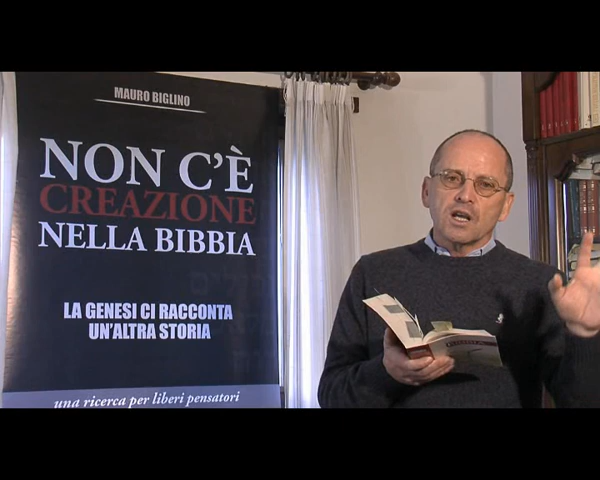 MAURO BIGLINO
NON C'È
CREAZIONE
NELLA BIBBIA
LA GENESI CI RACCONTA
UN'ALTRA STORIA
una ricerca per liberi pensatori